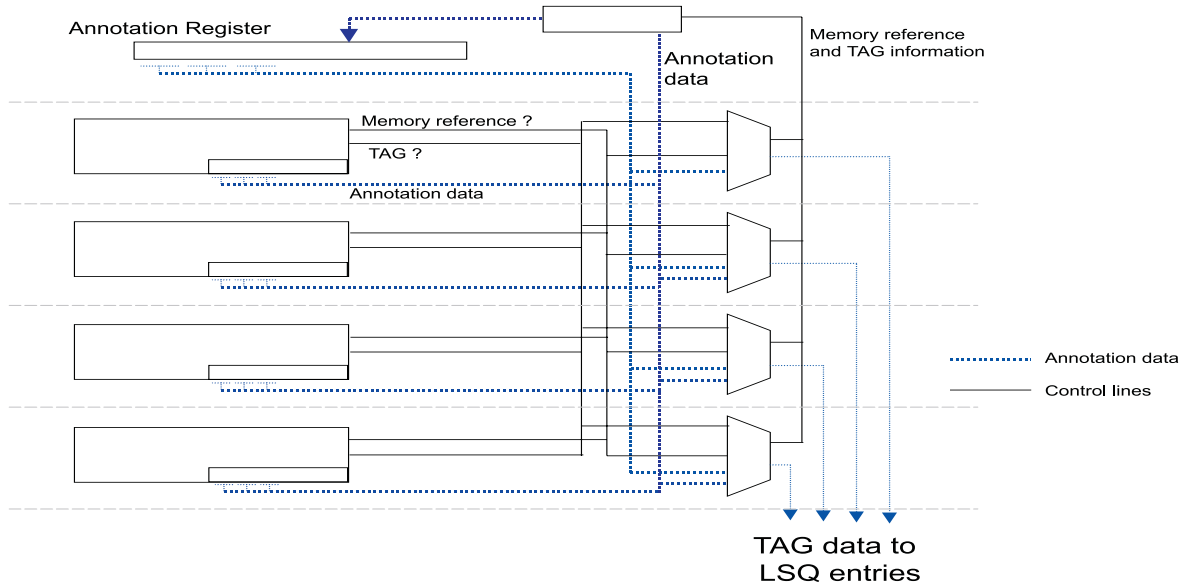 Annotation Register
Memory reference
and TAG information
Annotation
data
Memory reference ?
TAG ?
Annotation data
Annotation data
Control lines
TAG data to
LSQ entries